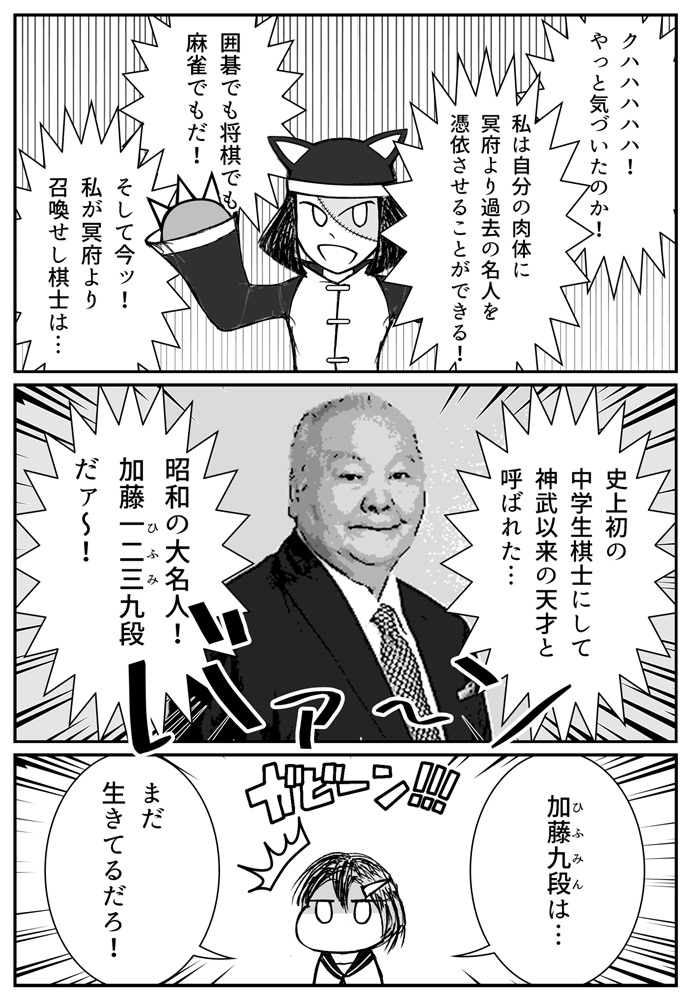 クハハハハハ！
やっと気づいたのか！
私は自分の肉体に
冥府より過去の名人を
憑依させることができる！
囲碁でも将棋でも
麻雀でもだ！
そして今ッ！
私が冥府より
召喚せし棋士は…
史上初の
中学生棋士にして
神武以来の天才と
呼ばれた…
昭和の大名人！
加藤一二三九段
ひふみ
だァ～！
バァ〜ン
ガビーン!!!
加藤九段は…
ひふみん
まだ
生きてるだろ！